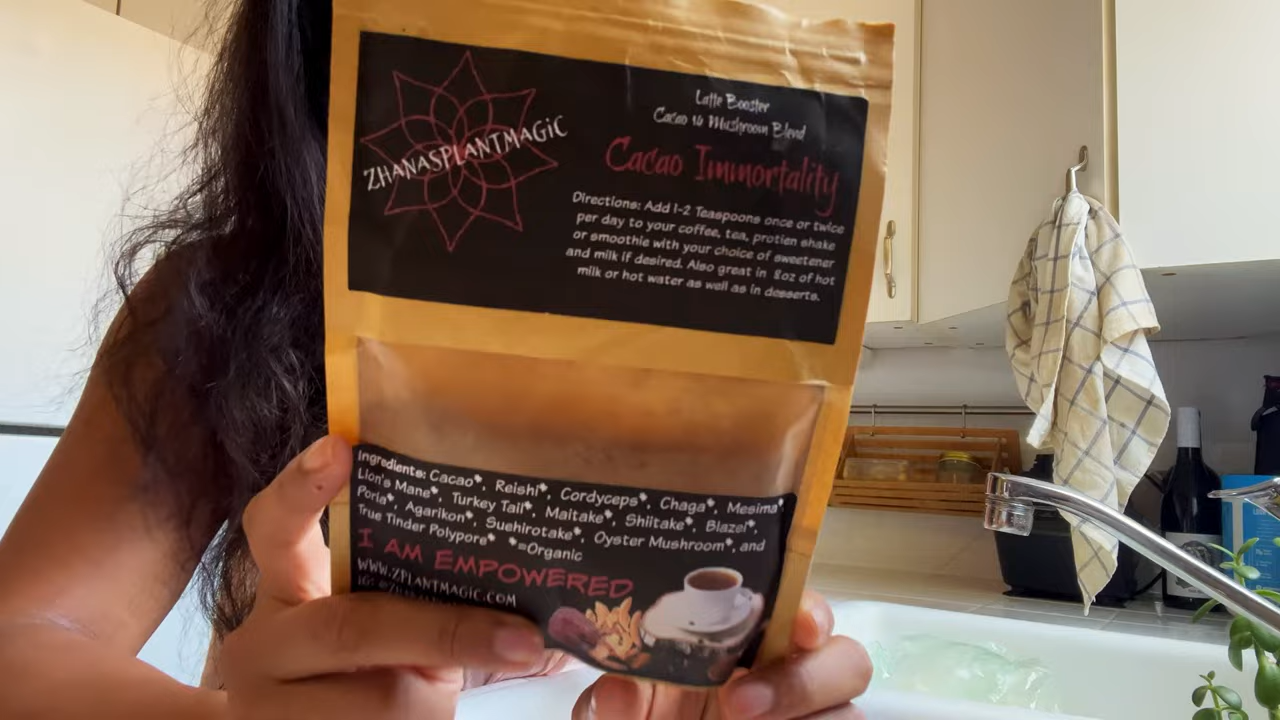 ZHANASPLANTMAGIC
Latte Booster
Cacao 14 Mushroom Blend
Cacao Immortality
Directions: Add 1-2 Teaspoons once or twice
per day to your coffee, tea, protien shake
or smoothie with your choice of sweetener
and milk if desired. Also great in 8oz of hot
milk or hot water as well as in desserts.
Ingredients: Cacao*, Reishi*, Cordyceps*, Chaga*, Mesima*
Lion's Mane*, Turkey Tail*, Maitake*, Shiitake*, Blazei*,
Poria*, Agarikon*, Suehirotake*, Oyster Mushroom*, and
True Tinder Polypore* *=Organic
I AM EMPOWERED
WWW.ZPLANTMAGIC.COM
IG: